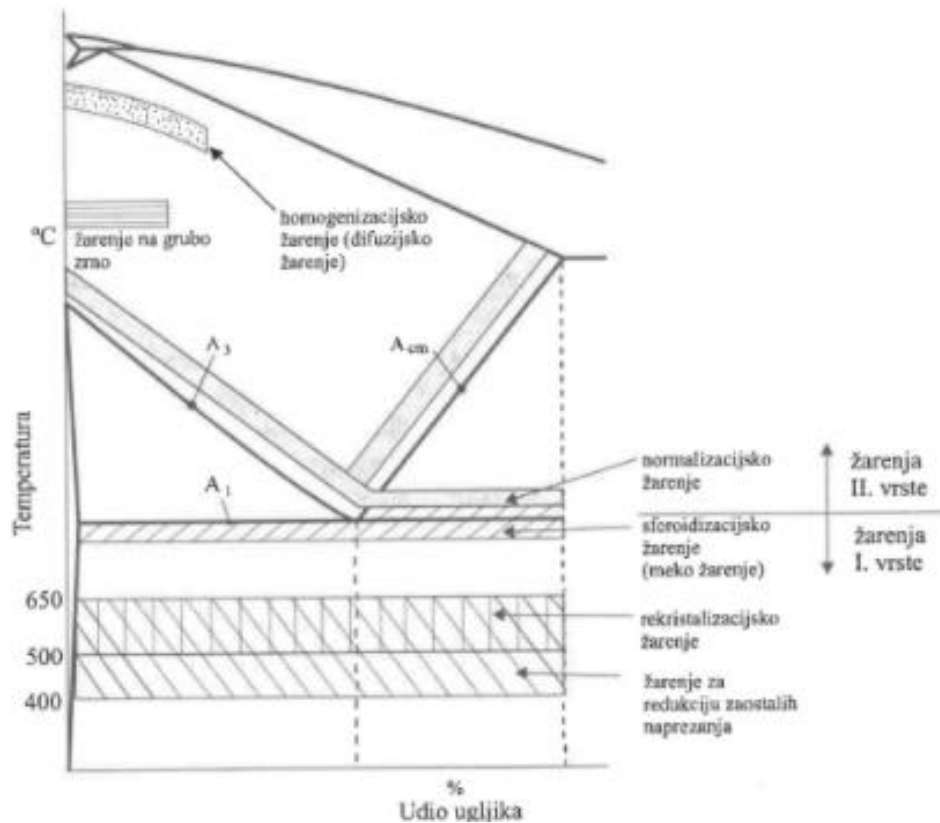 homogenizacijsko
žarenje (difuzijsko
žarenje)
ºC
žarenje na grubo
zrno
A3
Acm
Temperatura
A1
normalizacijsko
žarenje
žarenja
II. vrste
sferoidizacijsko
žarenje
(meko žarenje)
žarenja
I. vrste
650
rekristalizacijsko
žarenje
500
žarenje za
redukciju zaostalih
naprezanja
400
%
Udio ugljika